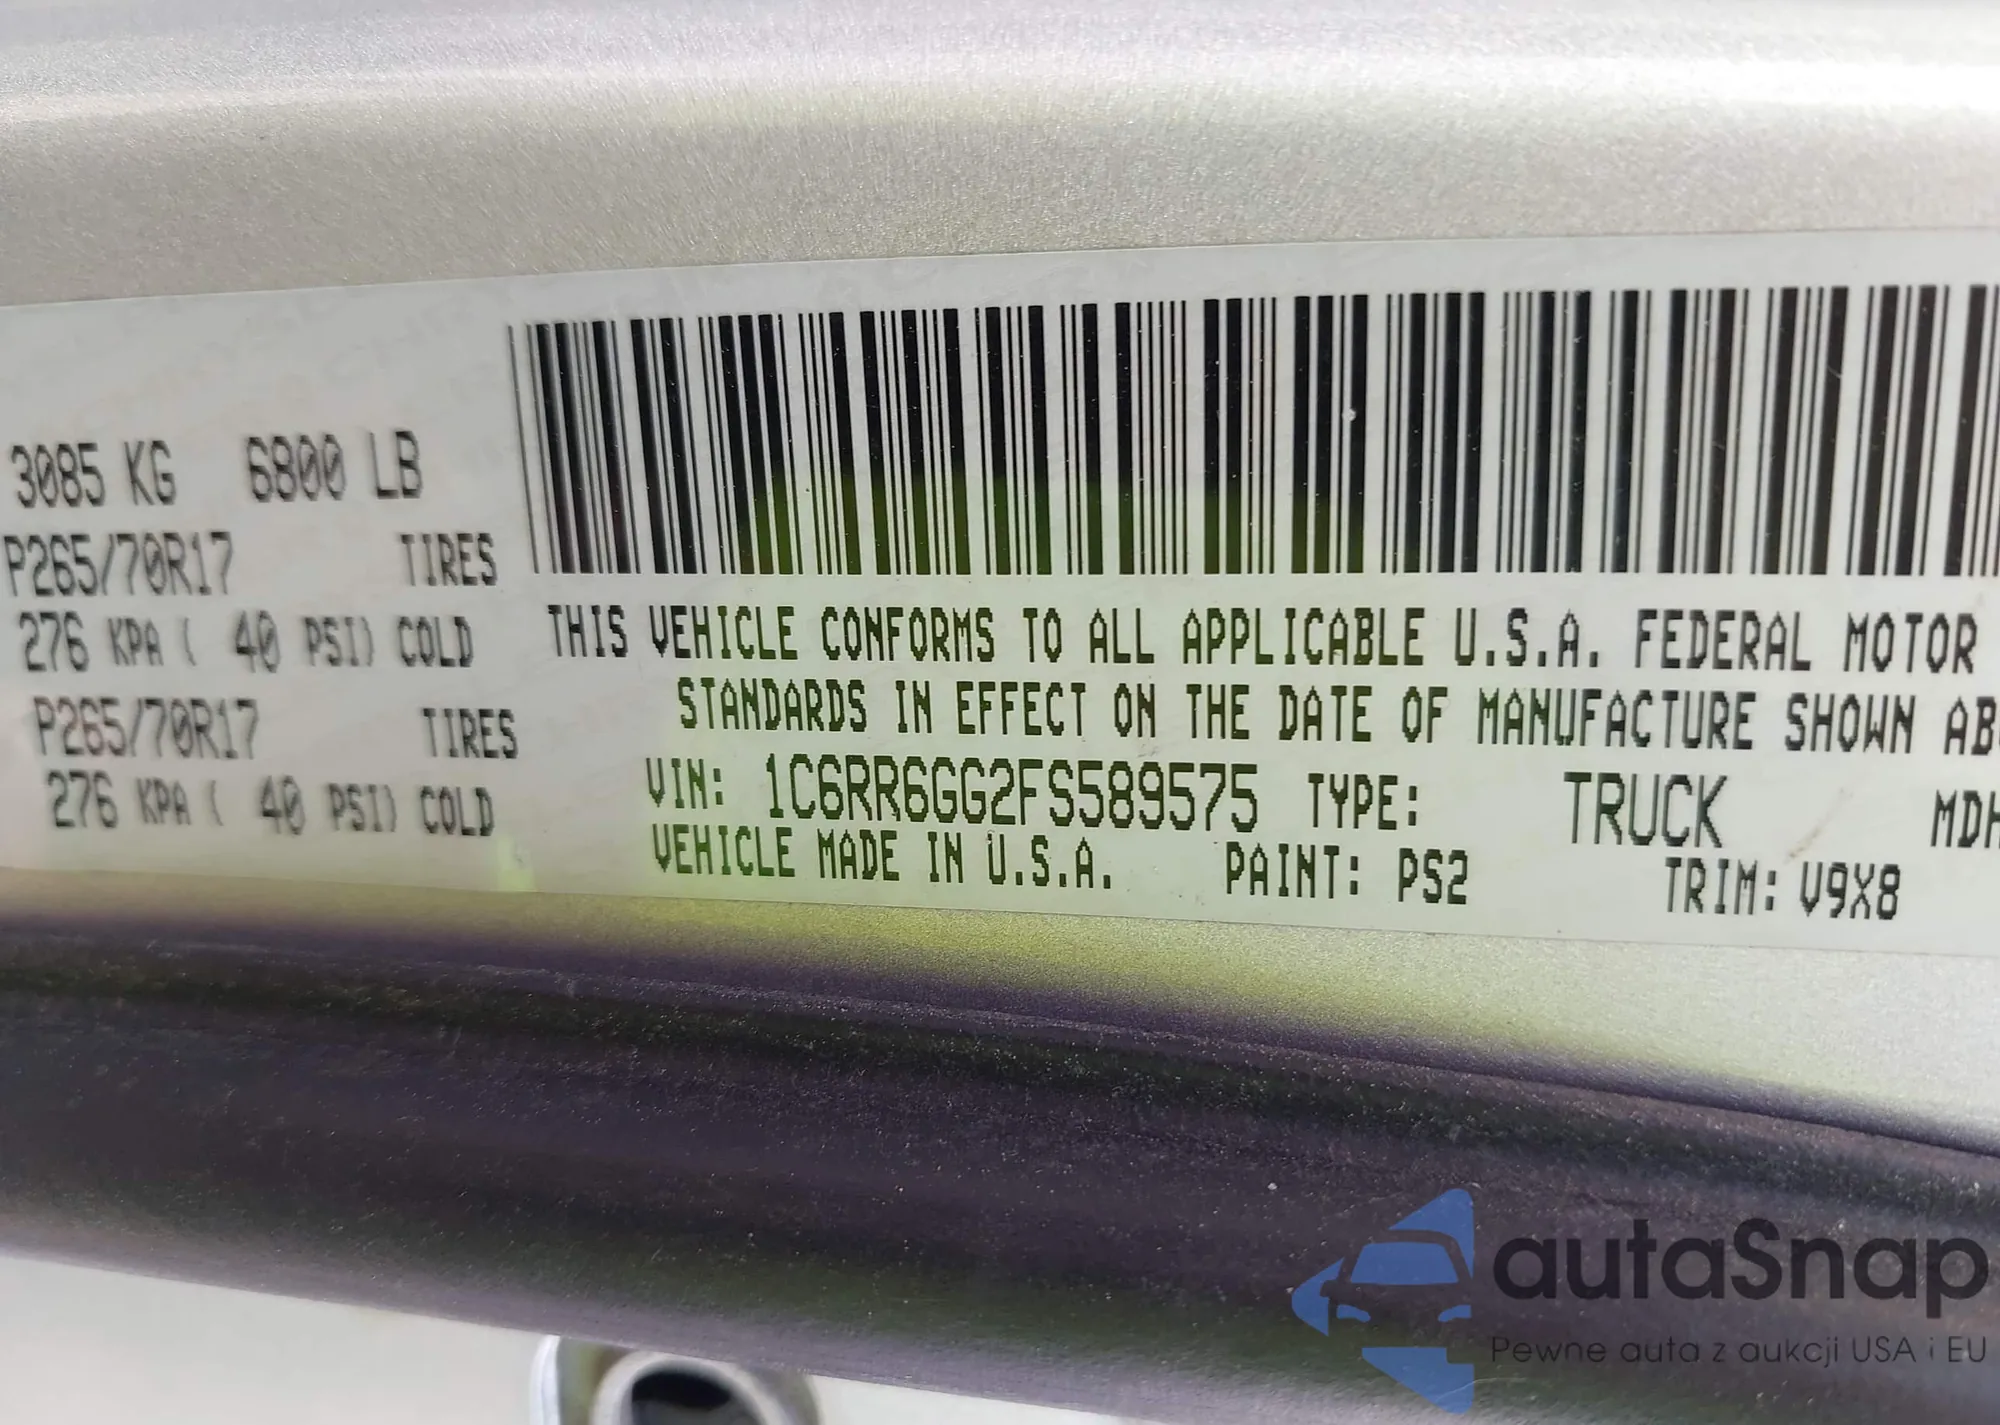 3085 KG 6800 LB
P265/70R17 TIRES
276 KPA ( 40 PSI) COLD
P265/70R17 TIRES
276 KPA ( 40 PSI) COLD
THIS VEHICLE CONFORMS TO ALL APPLICABLE U.S.A. FEDERAL MOTOR
STANDARDS IN EFFECT ON THE DATE OF MANUFACTURE SHOWN AB
VIN: 1C6RR6GG2FS589575 TYPE: TRUCK MDH
VEHICLE MADE IN U.S.A. PAINT: PS2 TRIM: V9X8
autaSnap
Pewne auta z aukcji USA i EU